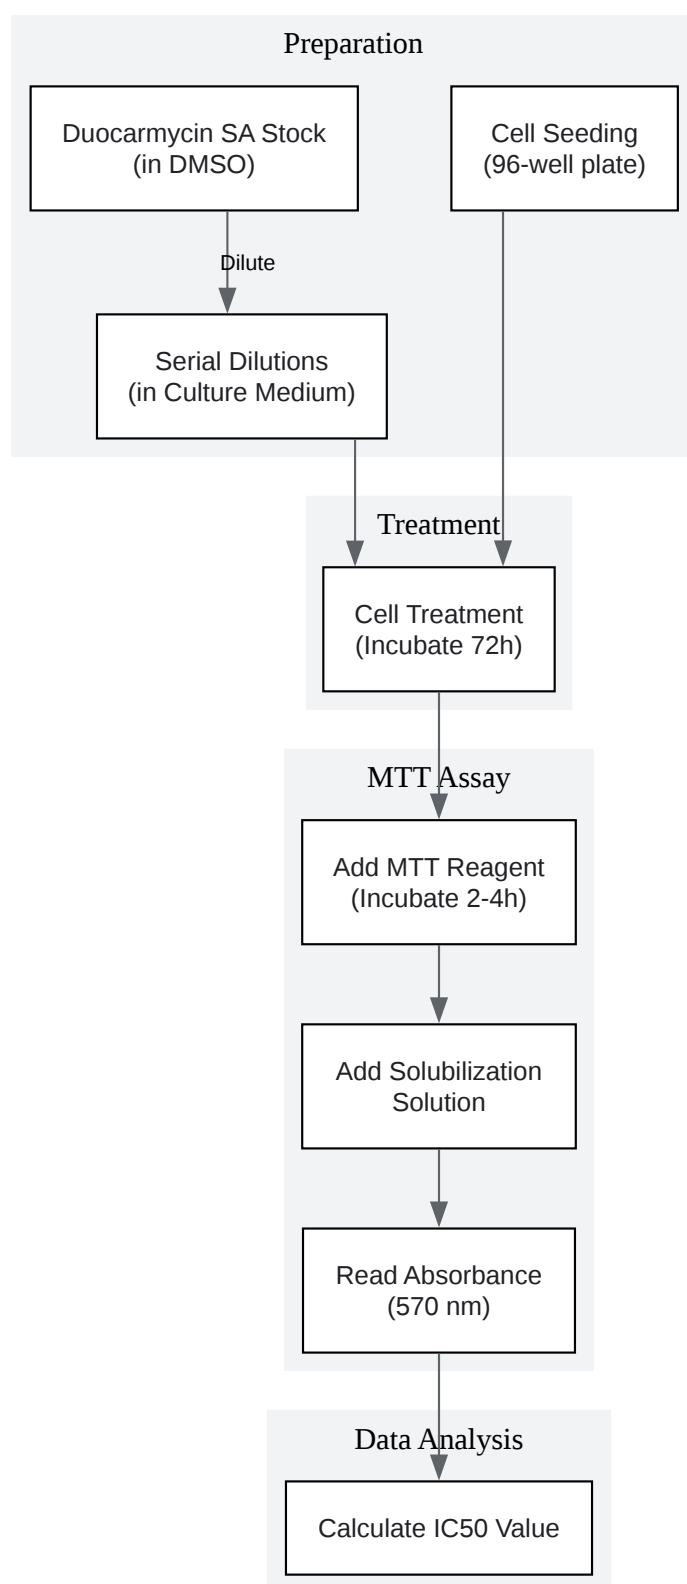 Preparation
Duocarmycin SA Stock
(in DMSO)
Cell Seeding
(96-well plate)
Dilute
Serial Dilutions
(in Culture Medium)
Treatment
Cell Treatment
(Incubate 72h)
MTT Assay
Add MTT Reagent
(Incubate 2-4h)
Add Solubilization
Solution
Read Absorbance
(570 nm)
Data Analysis
Calculate IC50 Value